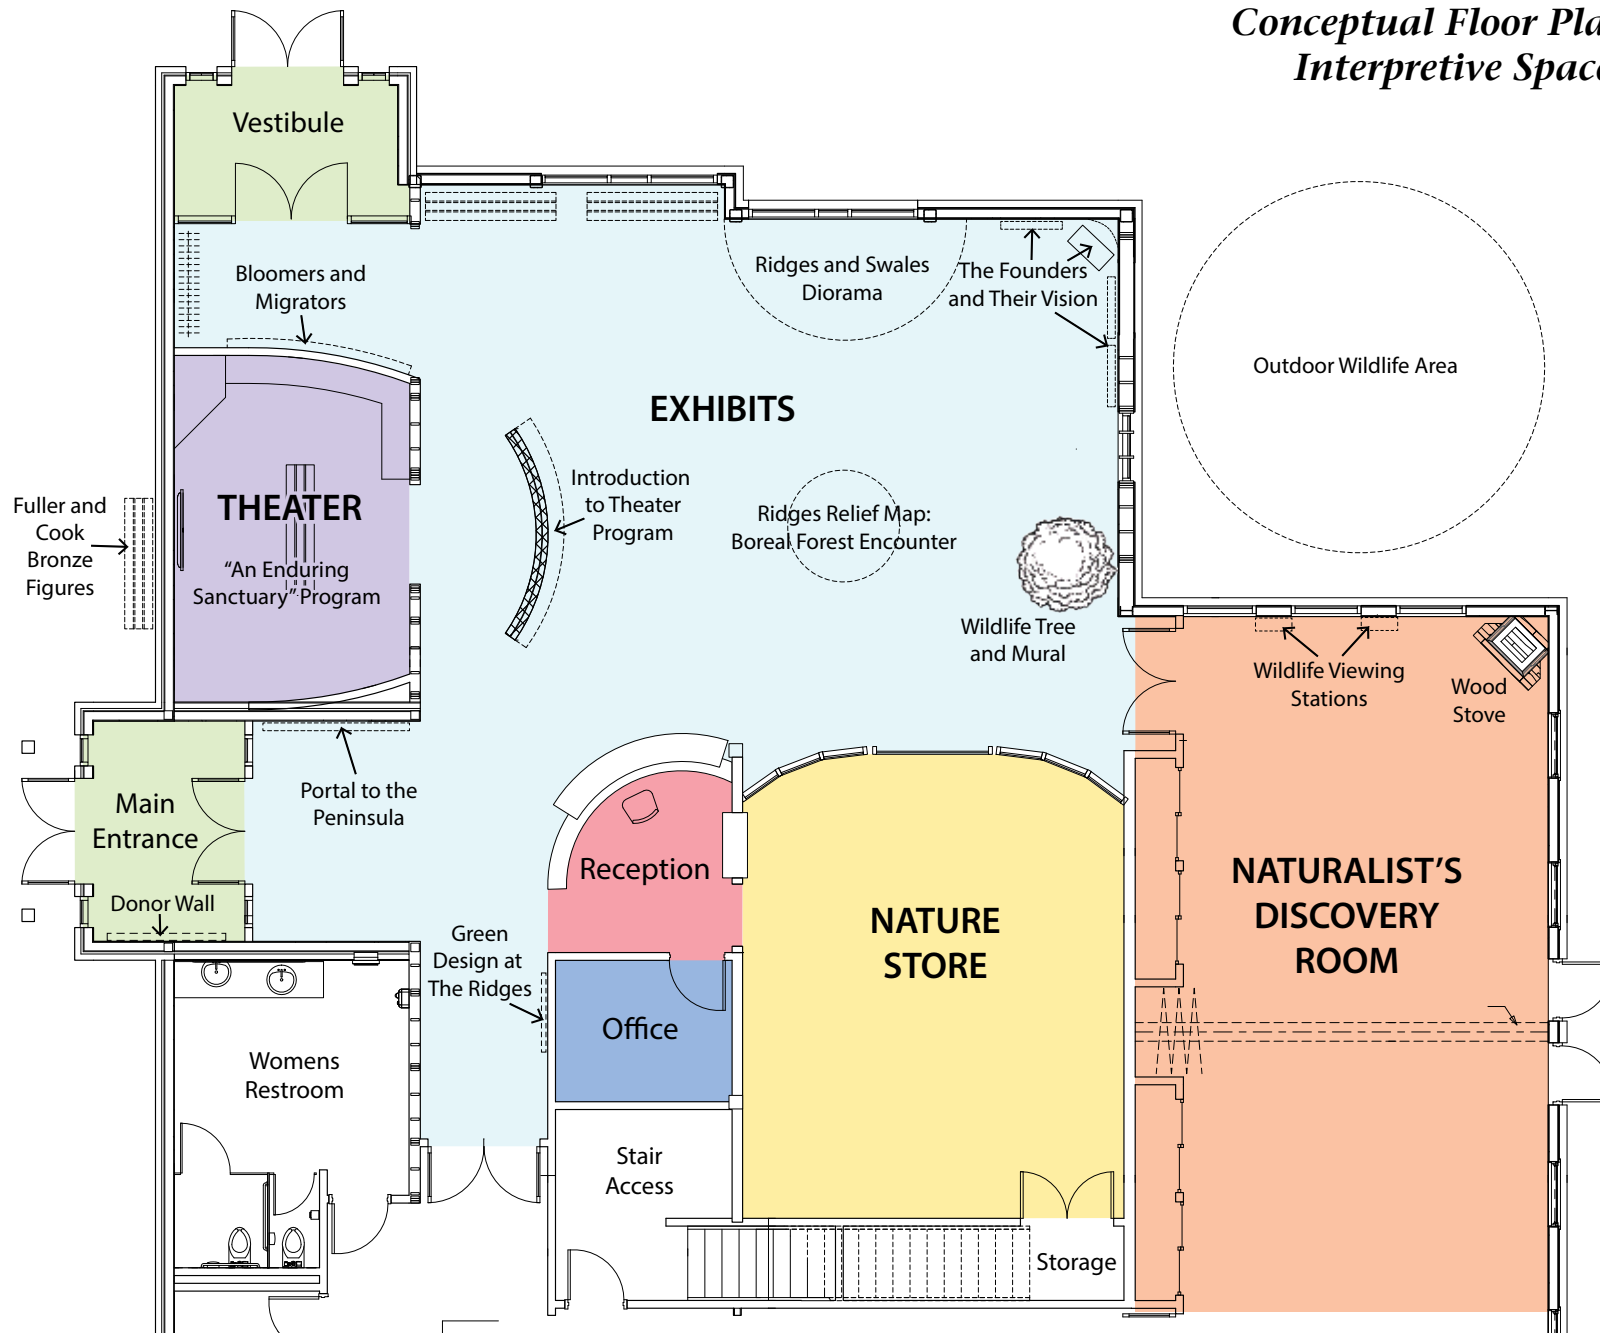 Conceptual Floor Pla
Interpretive Space
Vestibule
Bloomers and
Migrators
Ridges and Swales
Diorama
The Founders
and Their Vision
Outdoor Wildlife Area
EXHIBITS
Introduction
to Theater
Program
Ridges Relief Map:
Boreal Forest Encounter
Fuller and
Cook
Bronze
Figures
THEATER
“An Enduring
Sanctuary” Program
Wildlife Tree
and Mural
Wildlife Viewing
Stations
Wood
Stove
Portal to the
Peninsula
Main
Entrance
Donor Wall
Reception
Green
Design at
The Ridges
NATURE
STORE
NATURALIST’S
DISCOVERY
ROOM
Office
Womens
Restroom
Stair
Access
Storage